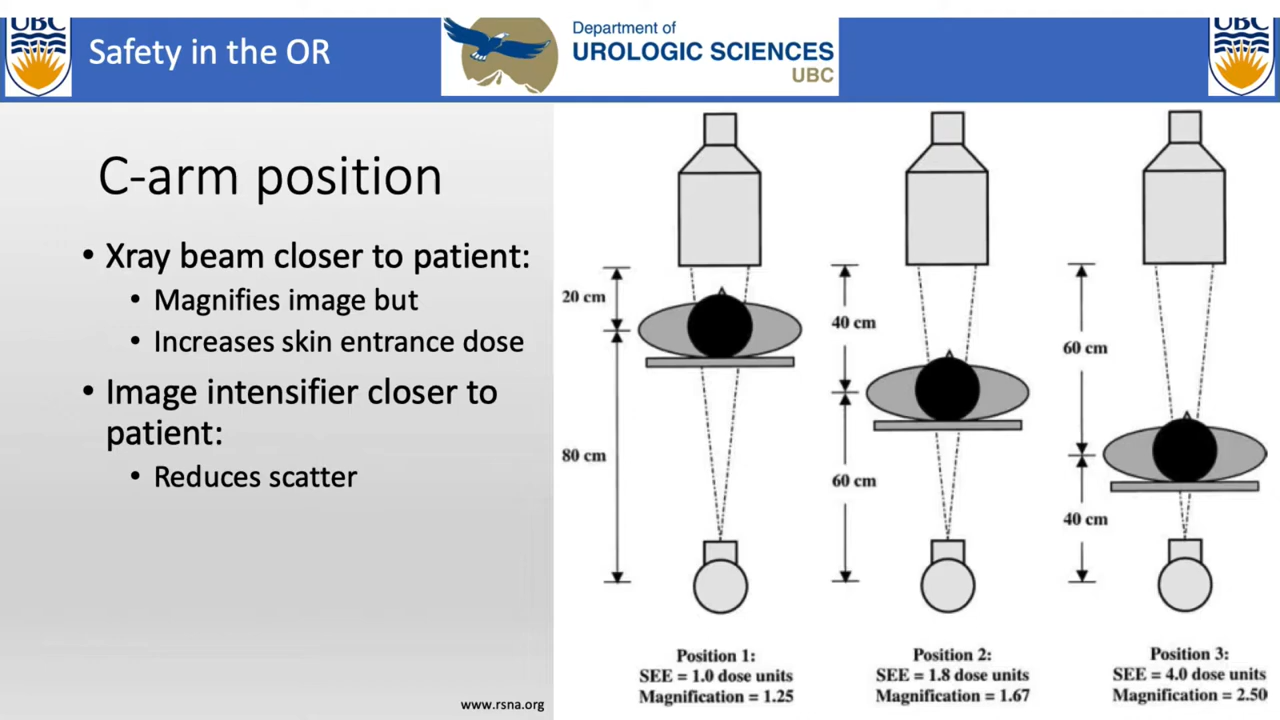 UBC
Safety in the OR
Department of
UROLOGIC SCIENCES
UBC
UBC
C-arm position
• Xray beam closer to patient:
• Magnifies image but
• Increases skin entrance dose
• Image intensifier closer to
patient:
• Reduces scatter
www.rsna.org
20 cm
80 cm
Position 1:
SEE = 1.0 dose units
Magnification = 1.25
40 cm
60 cm
Position 2:
SEE = 1.8 dose units
Magnification = 1.67
60 cm
40 cm
Position 3:
SEE = 4.0 dose units
Magnification = 2.50